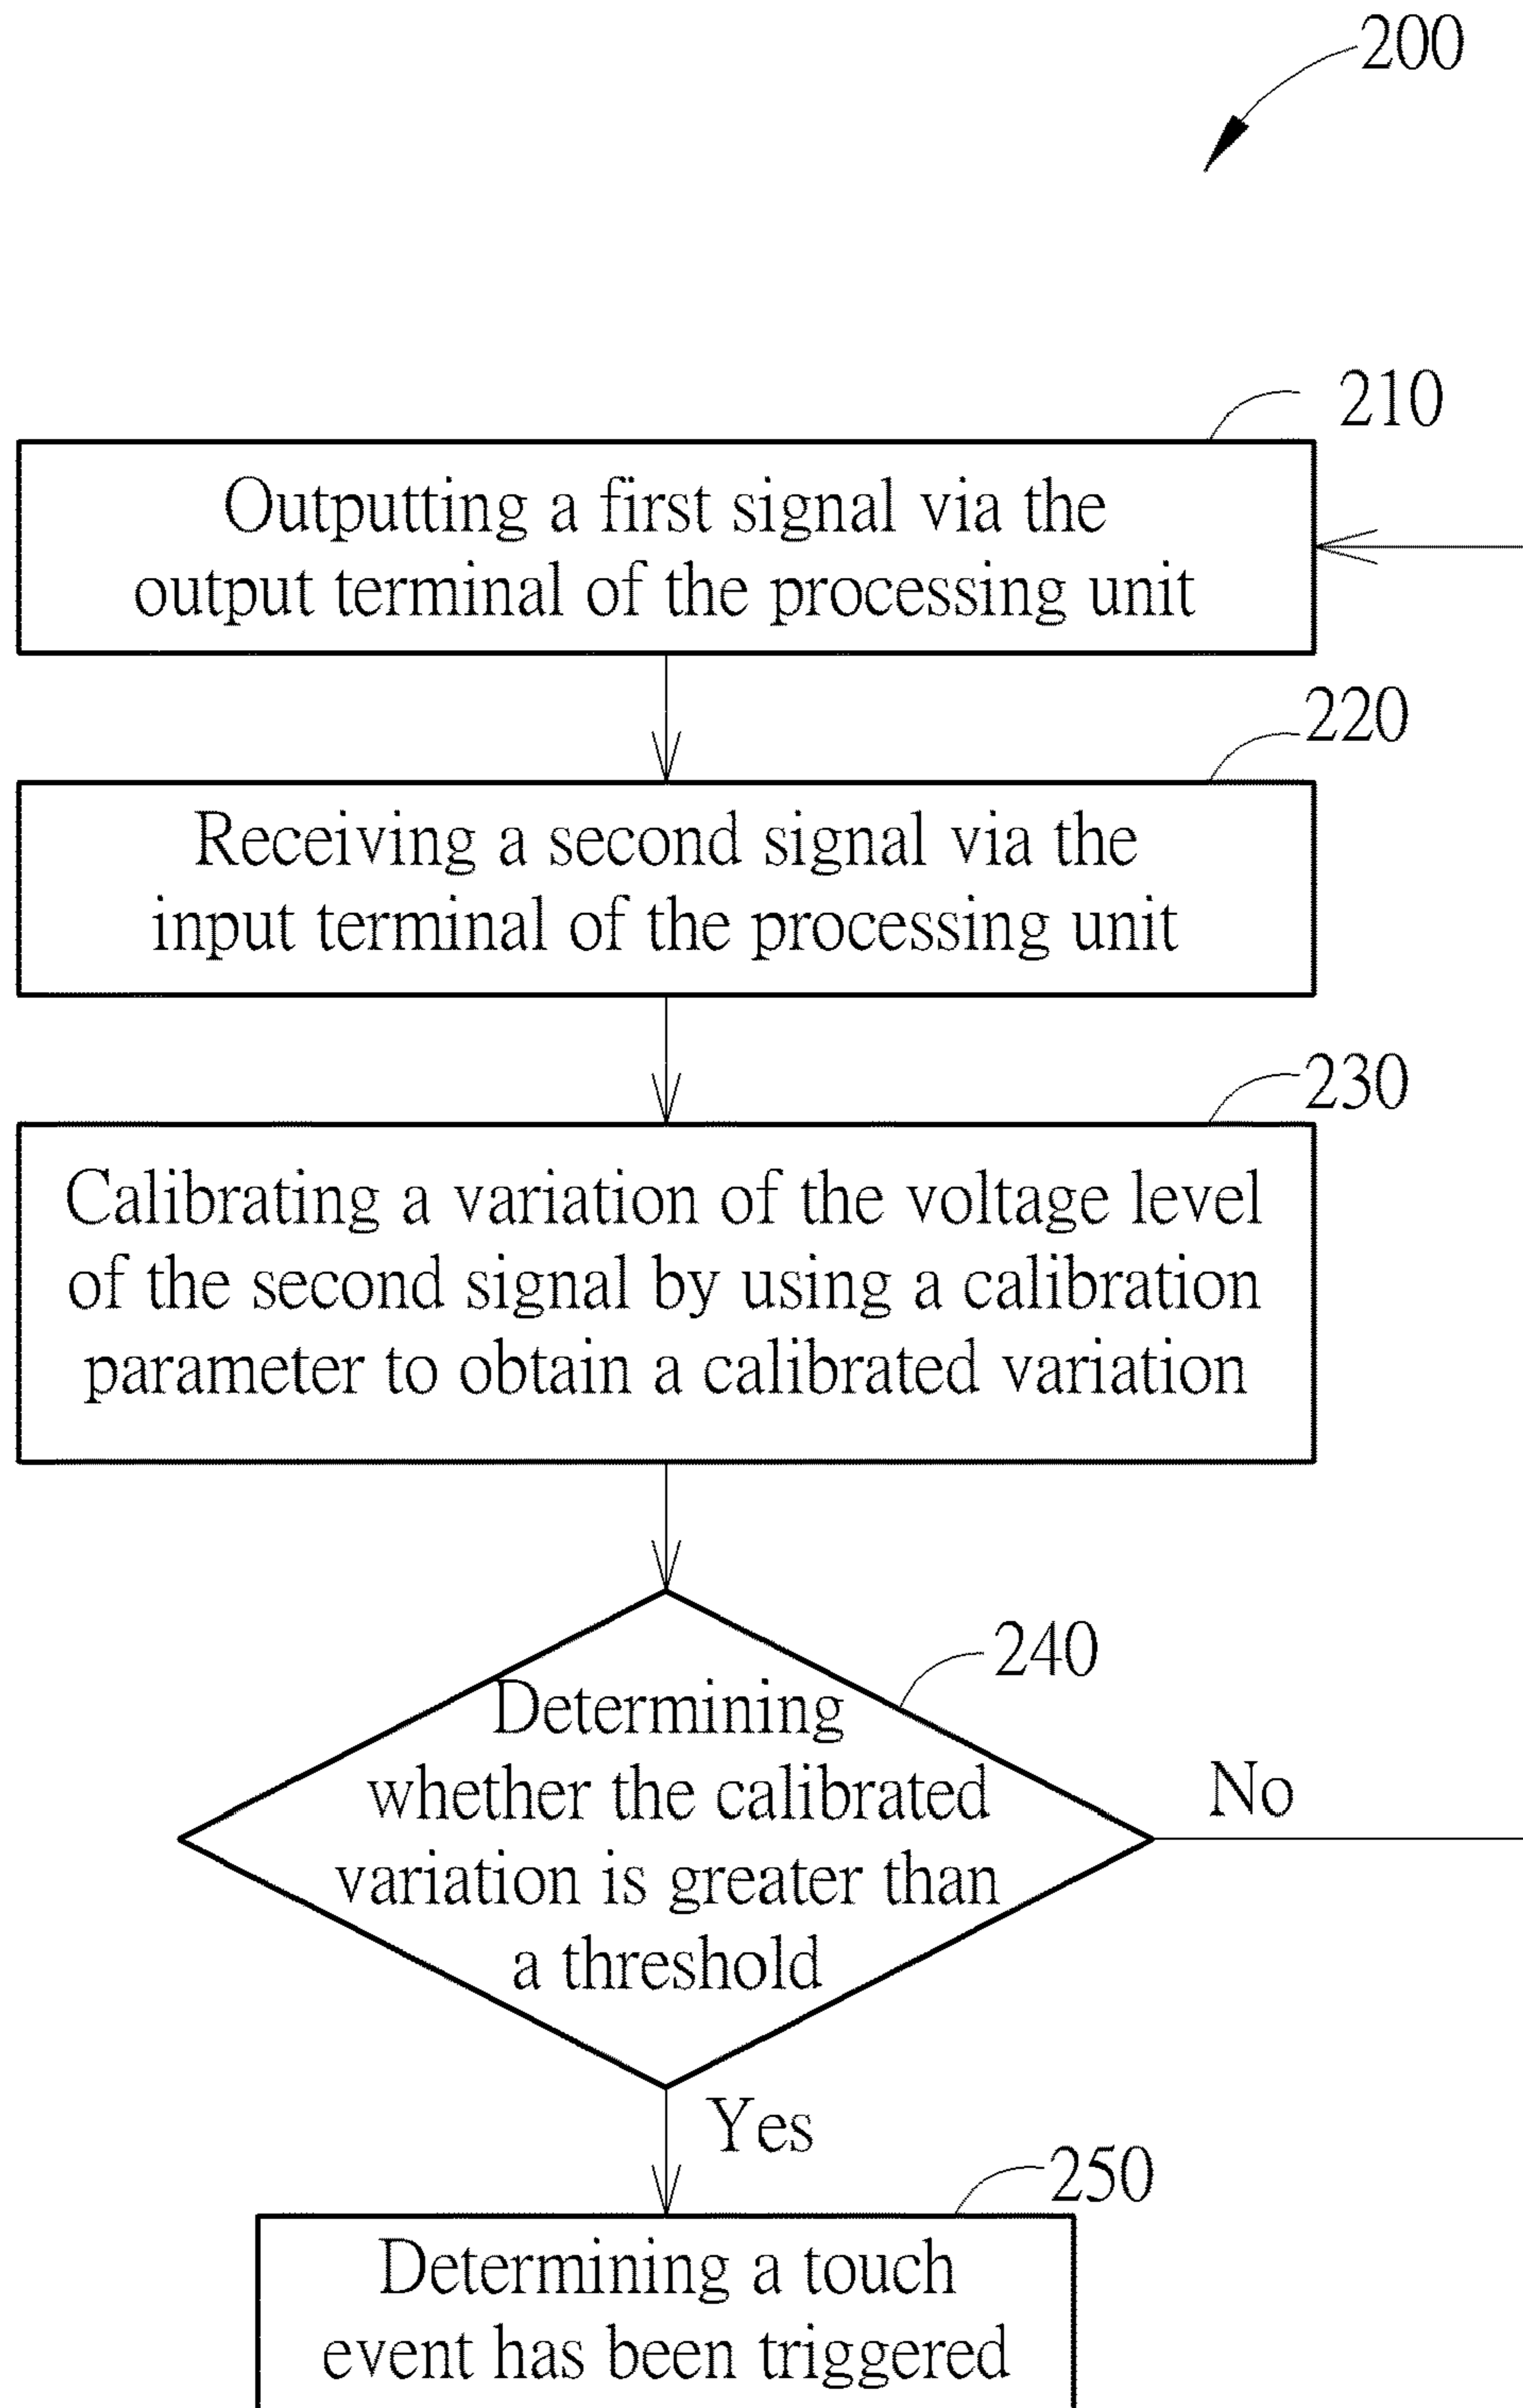 200
210
Outputting a first signal via the
output terminal of the processing unit
220
Receiving a second signal via the
input terminal of the processing unit
230
Calibrating a variation of the voltage level
of the second signal by using a calibration
parameter to obtain a calibrated variation
240
Determining
whether the calibrated
variation is greater than
a threshold
No
Yes
250
Determining a touch
event has been triggered